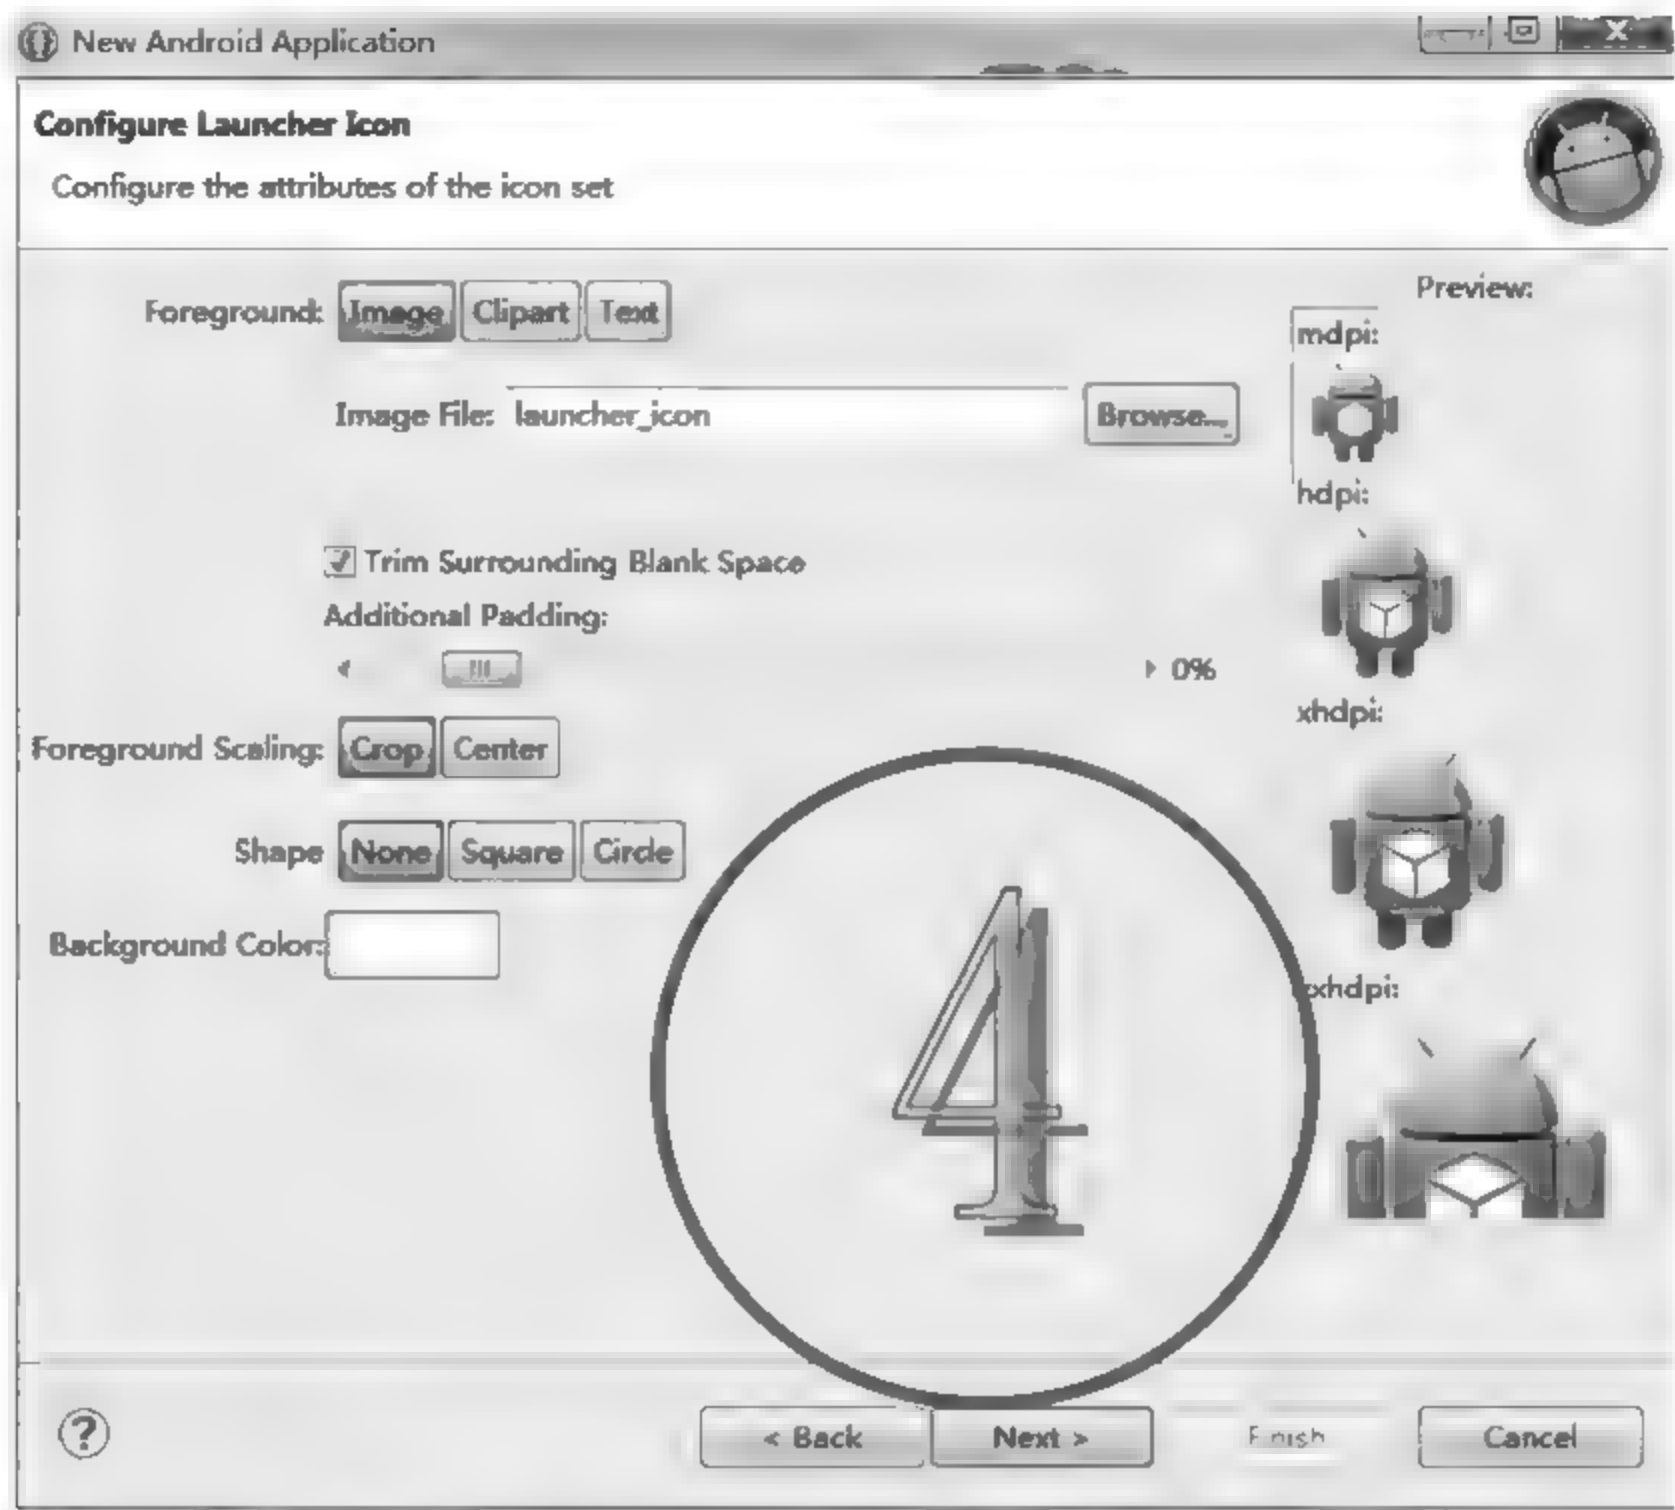 New Android Application
Configure Launcher Icon
Configure the attributes of the icon set
Foreground: Image Clipart Text
Preview:
mdpi:
Image File: launcher_icon Browse...
hdpi:
Trim Surrounding Blank Space
Additional Padding:
0%
xhdpi:
Foreground Scaling: Crop Center
Shape None Square Circle
Background Color:
xxhdpi:
4
? < Back Next > Finish Cancel